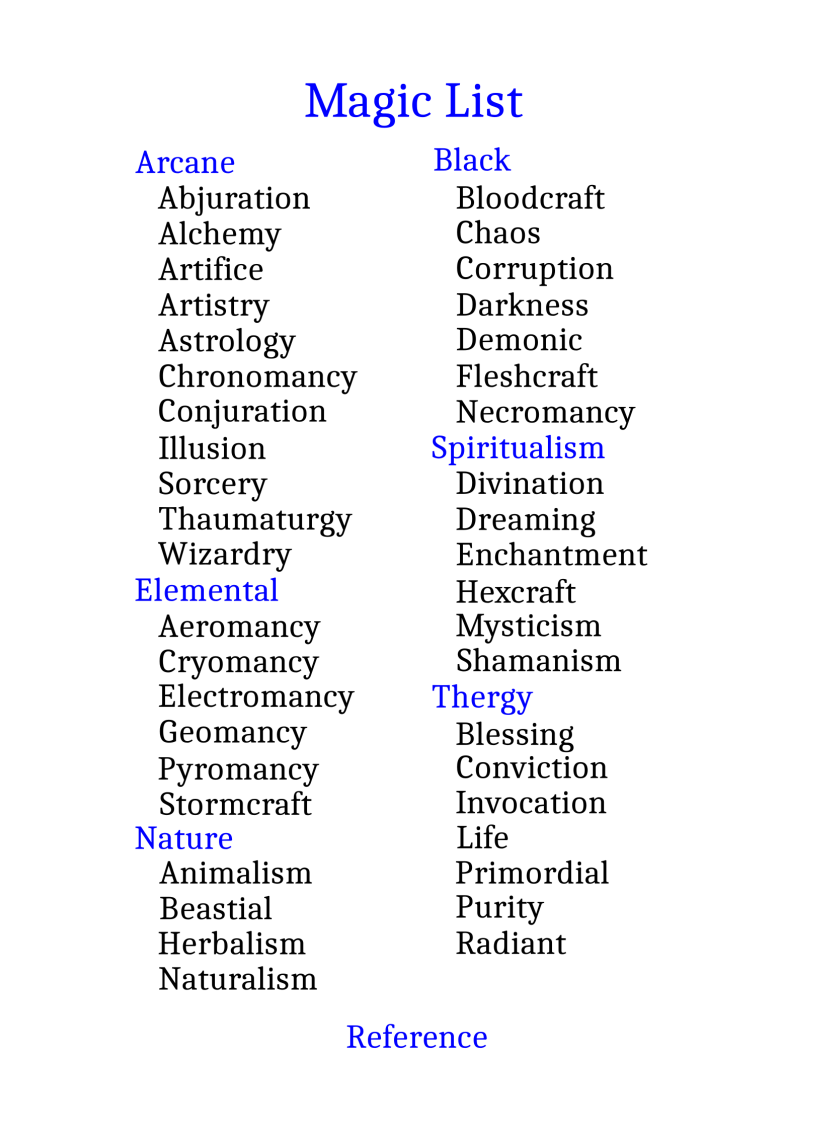 Magic List
Arcane
Abjuration
Alchemy
Artifice
Artistry
Astrology
Chronomancy
Conjuration
Illusion
Sorcery
Thaumaturgy
Wizardry
Elemental
Aeromancy
Cryomancy
Electromancy
Geomancy
Pyromancy
Stormcraft
Nature
Animalism
Beastial
Herbalism
Naturalism
Black
Bloodcraft
Chaos
Corruption
Darkness
Demonic
Fleshcraft
Necromancy
Spiritualism
Divination
Dreaming
Enchantment
Hexcraft
Mysticism
Shamanism
Thergy
Blessing
Conviction
Invocation
Life
Primordial
Purity
Radiant
Reference